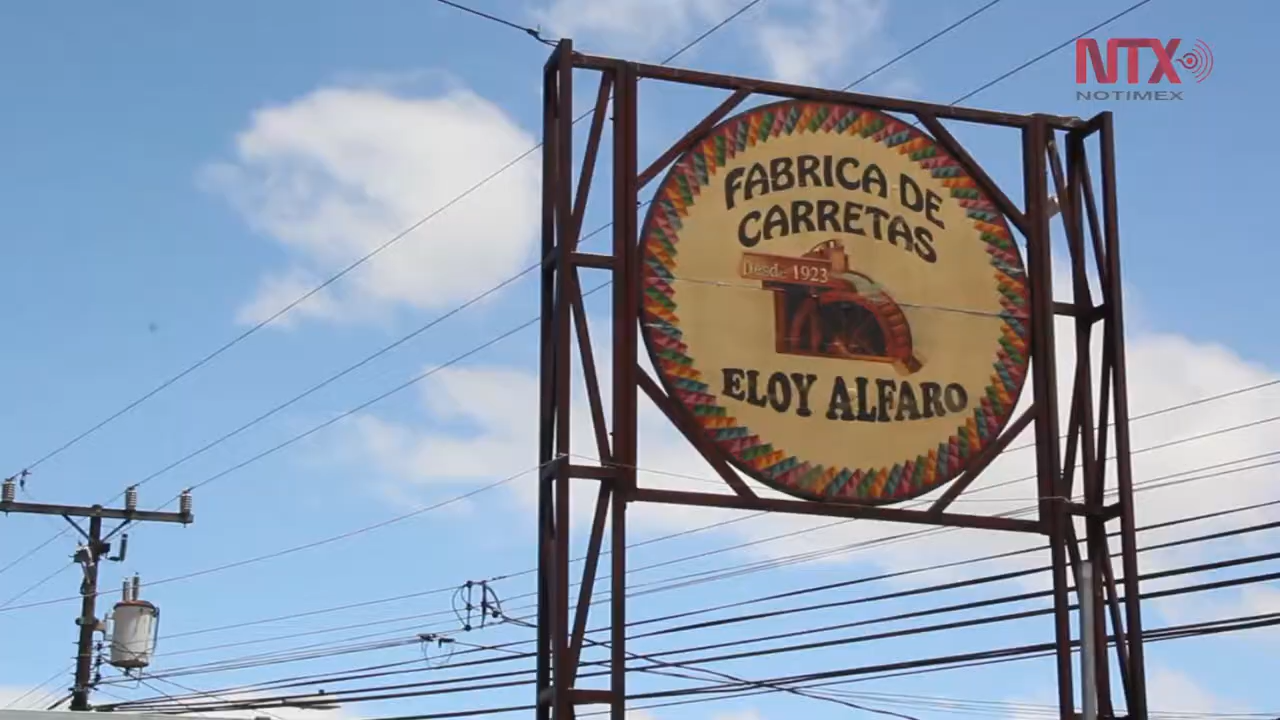 NTX
NOTIMEX
FABRICA DE
CARRETAS
Desde 1923
ELOY ALFARO